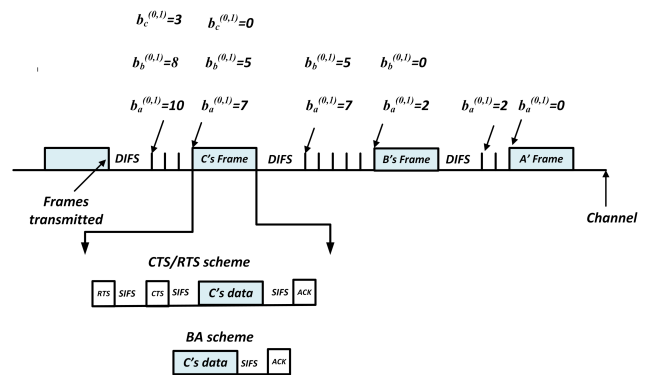 b_c^(0,1)=3 b_c^(0,1)=0
b_b^(0,1)=8 b_b^(0,1)=5 b_b^(0,1)=5 b_b^(0,1)=0
b_a^(0,1)=10 b_a^(0,1)=7 b_a^(0,1)=7 b_a^(0,1)=2 b_a^(0,1)=2 b_a^(0,1)=0
DIFS C's Frame DIFS B's Frame DIFS A' Frame
Frames
transmitted
Channel
CTS/RTS scheme
RTS SIFS CTS SIFS C's data SIFS ACK
BA scheme
C's data SIFS ACK